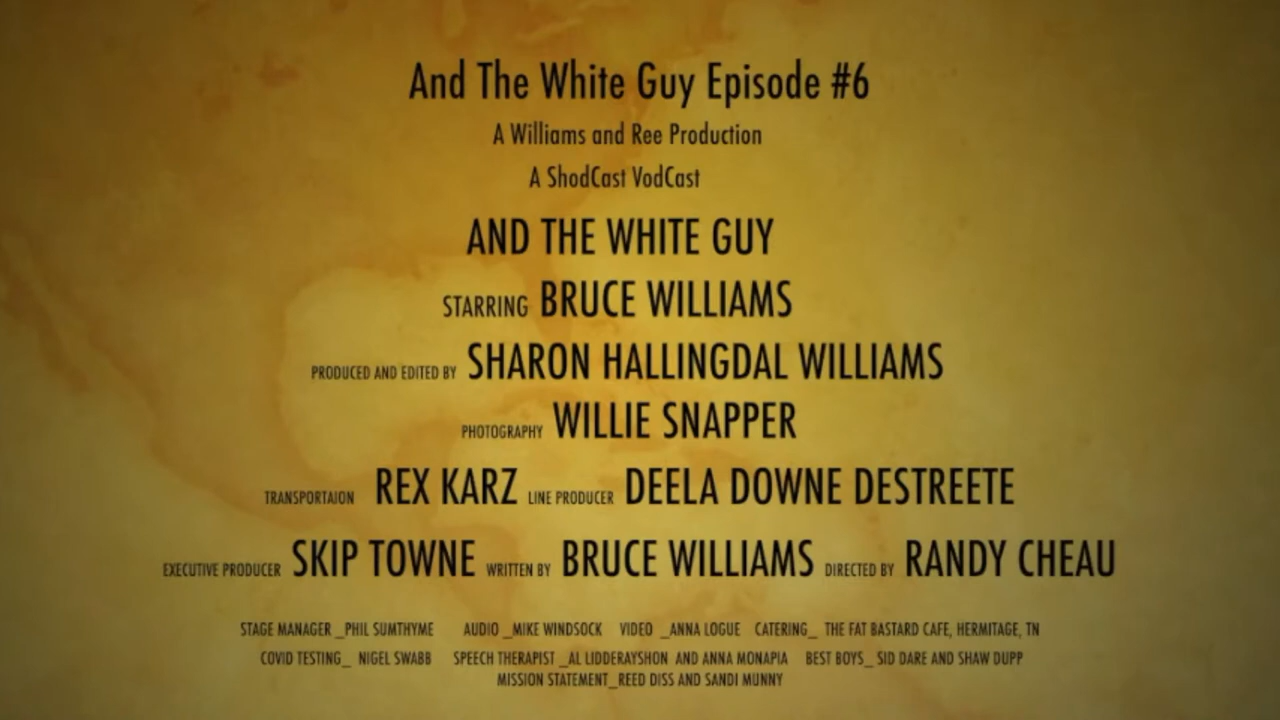 And The White Guy Episode #6
A Williams and Ree Production
A ShodCast VodCast
AND THE WHITE GUY
STARRING BRUCE WILLIAMS
PRODUCED AND EDITED BY SHARON HALLINGDAL WILLIAMS
PHOTOGRAPHY WILLIE SNAPPER
TRANSPORTAION REX KARZ LINE PRODUCER DEELA DOWNE DESTREETE
EXECUTIVE PRODUCER SKIP TOWNE WRITTEN BY BRUCE WILLIAMS DIRECTED BY RANDY CHEAU
STAGE MANAGER _PHIL SUMTHYME AUDIO _MIKE WINDSOCK VIDEO _ANNA LOGUE CATERING_ THE FAT BASTARD CAFE, HERMITAGE, TN
COVID TESTING_ NIGEL SWABB SPEECH THERAPIST _AL LIDDERAYSHON AND ANNA MONAPIA BEST BOYS_ SID DARE AND SHAW DUPP
MISSION STATEMENT_REED DISS AND SANDI MUNNY